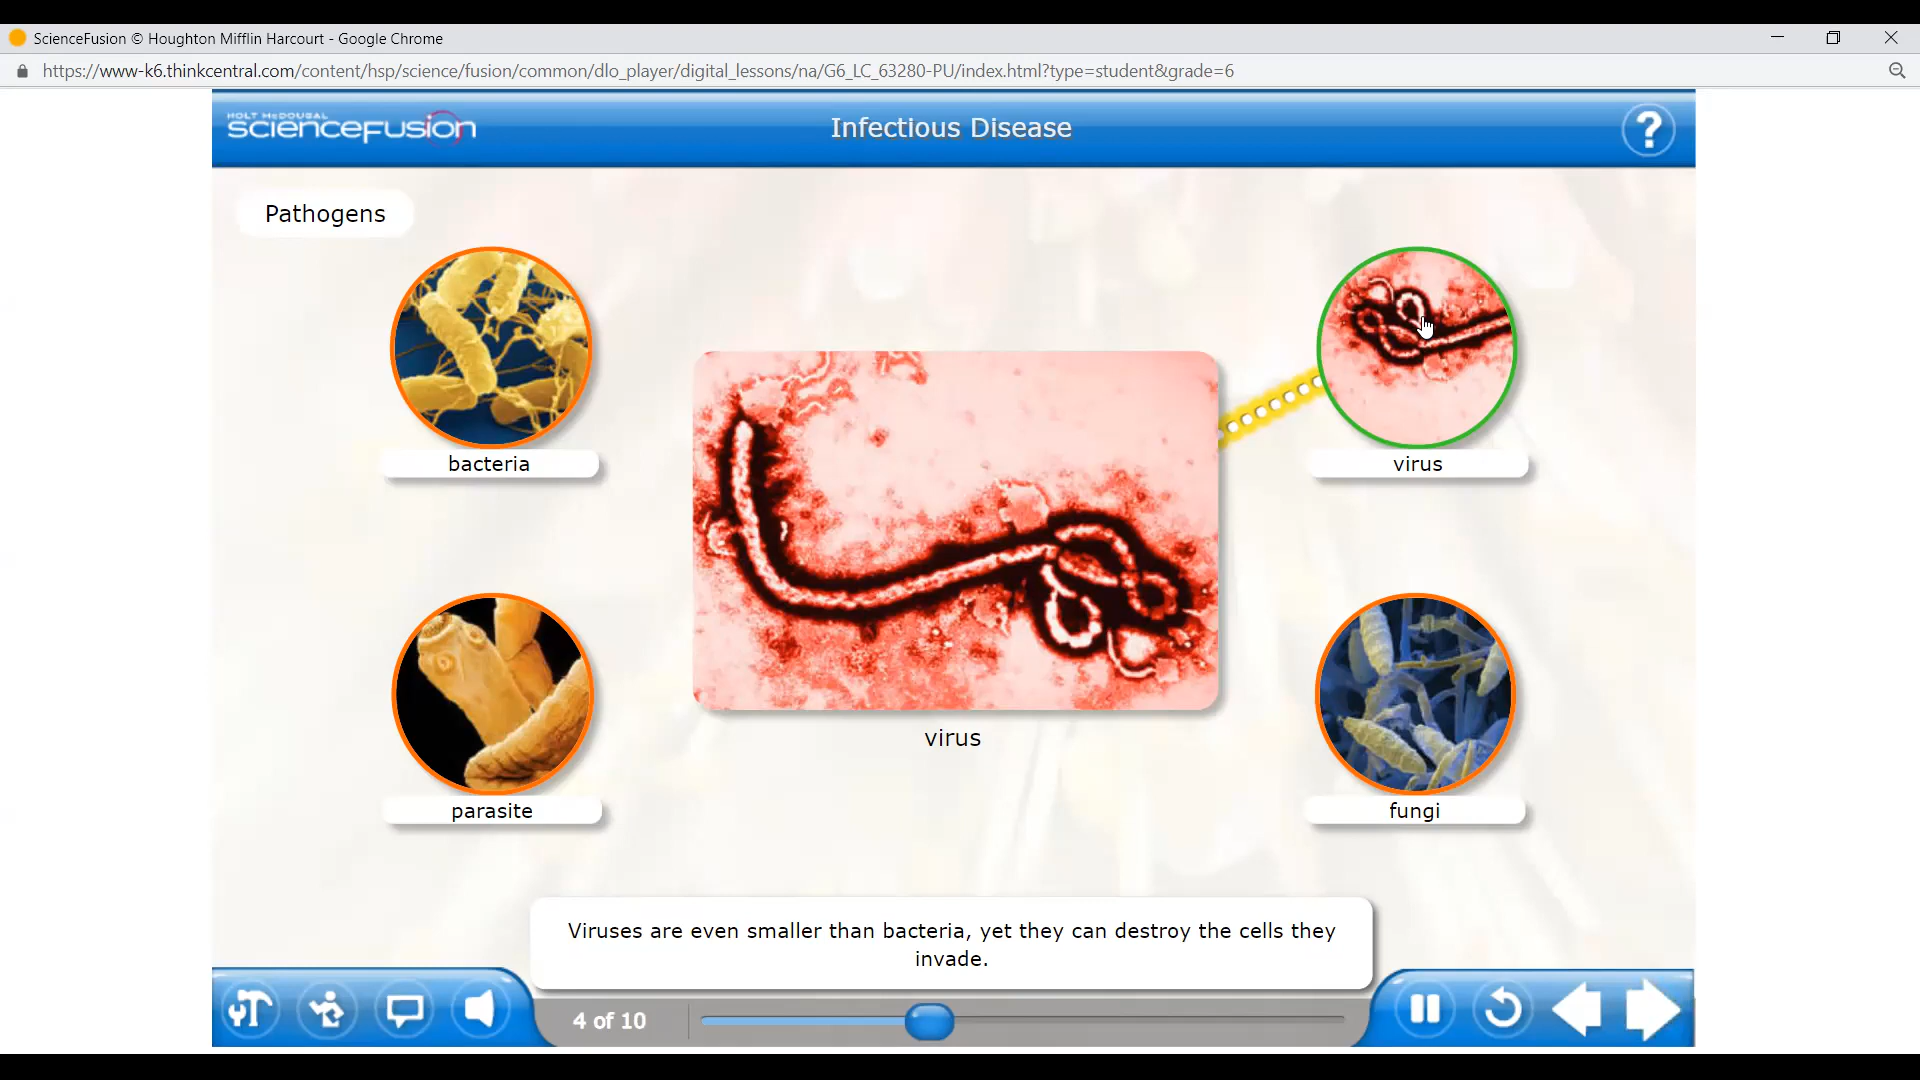 ScienceFusion © Houghton Mifflin Harcourt - Google Chrome
https://www-k6.thinkcentral.com/content/hsp/science/fusion/common/dlo_player/digital_lessons/na/G6_LC_63280-PU/index.html?type=student&grade=6
HOLT McDOUGAL
scienceFusion
Infectious Disease
?
Pathogens
bacteria
virus
virus
parasite
fungi
Viruses are even smaller than bacteria, yet they can destroy the cells they
invade.
4 of 10